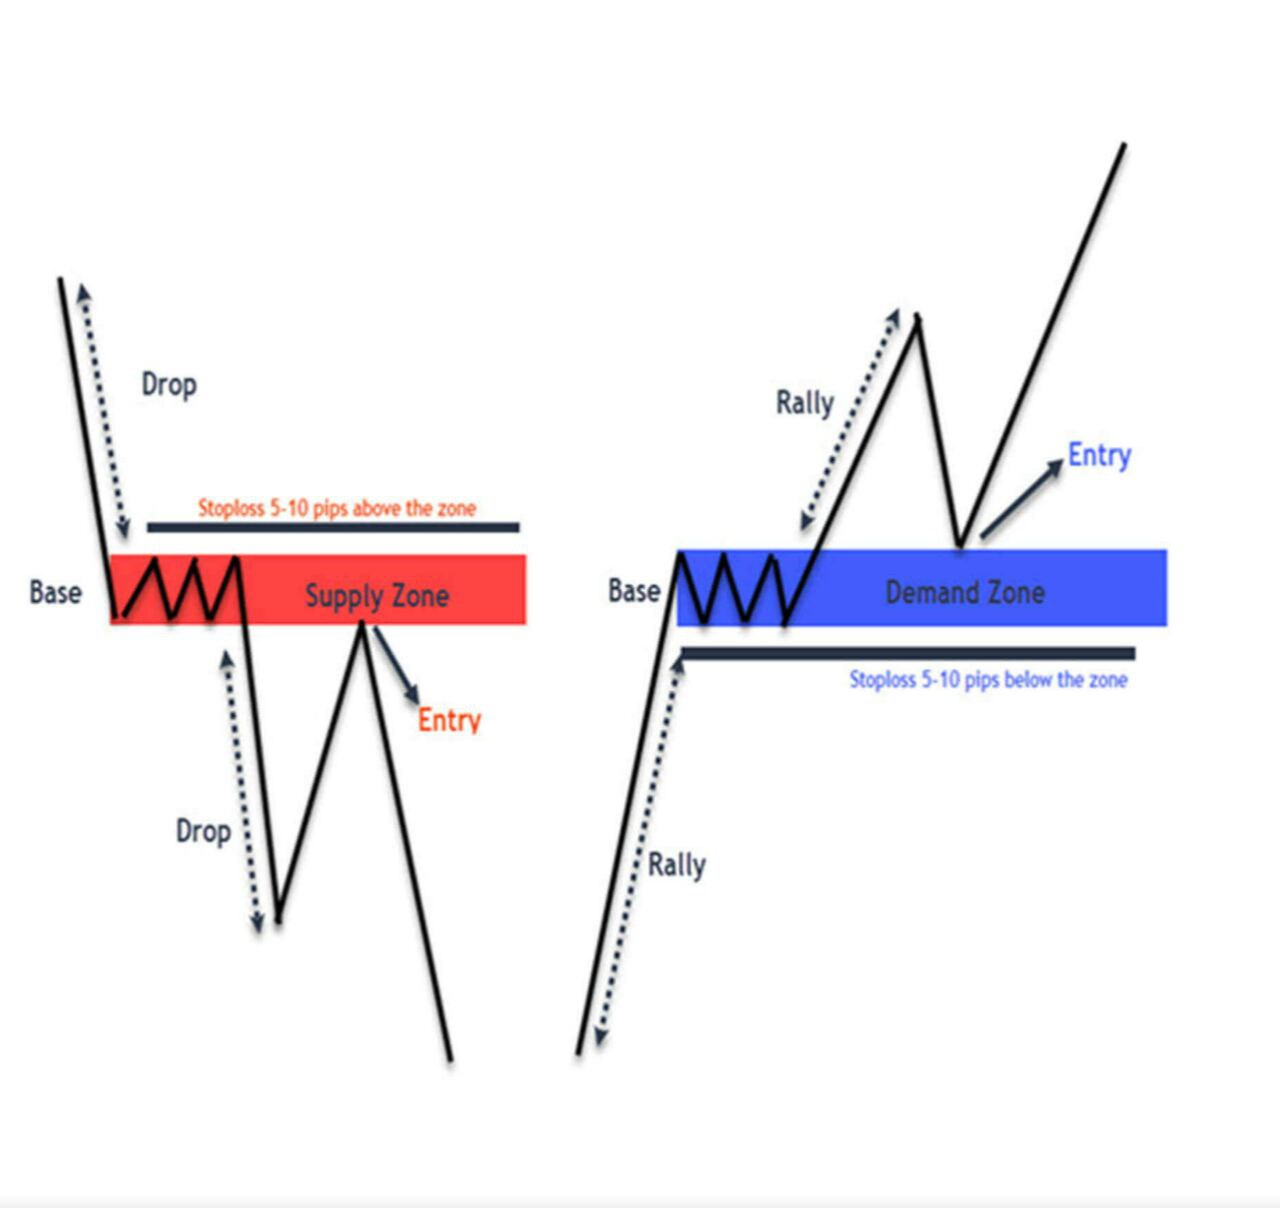 Drop
Stoploss 5-10 pips above the zone
Base
Supply Zone
Entry
Drop
Rally
Entry
Base
Demand Zone
Stoploss 5-10 pips below the zone
Rally